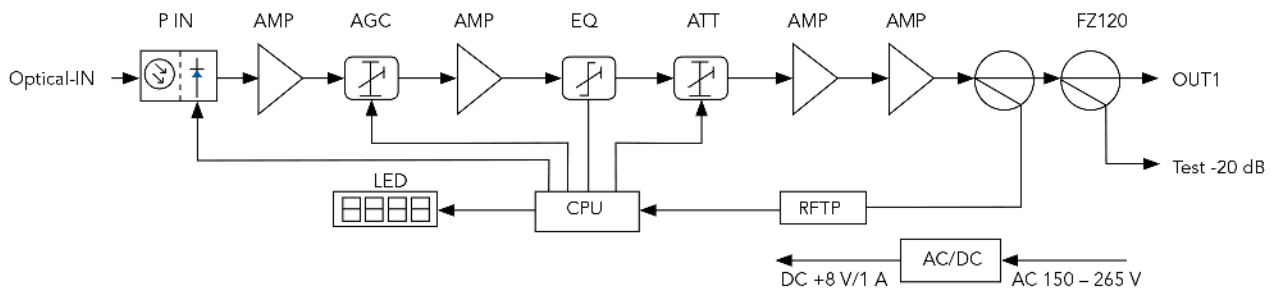 P IN AMP AGC AMP EQ ATT AMP AMP FZ120
Optical-IN OUT1
Test -20 dB
LED
CPU RFTP
AC/DC
DC +8 V/1 A AC 150 – 265 V